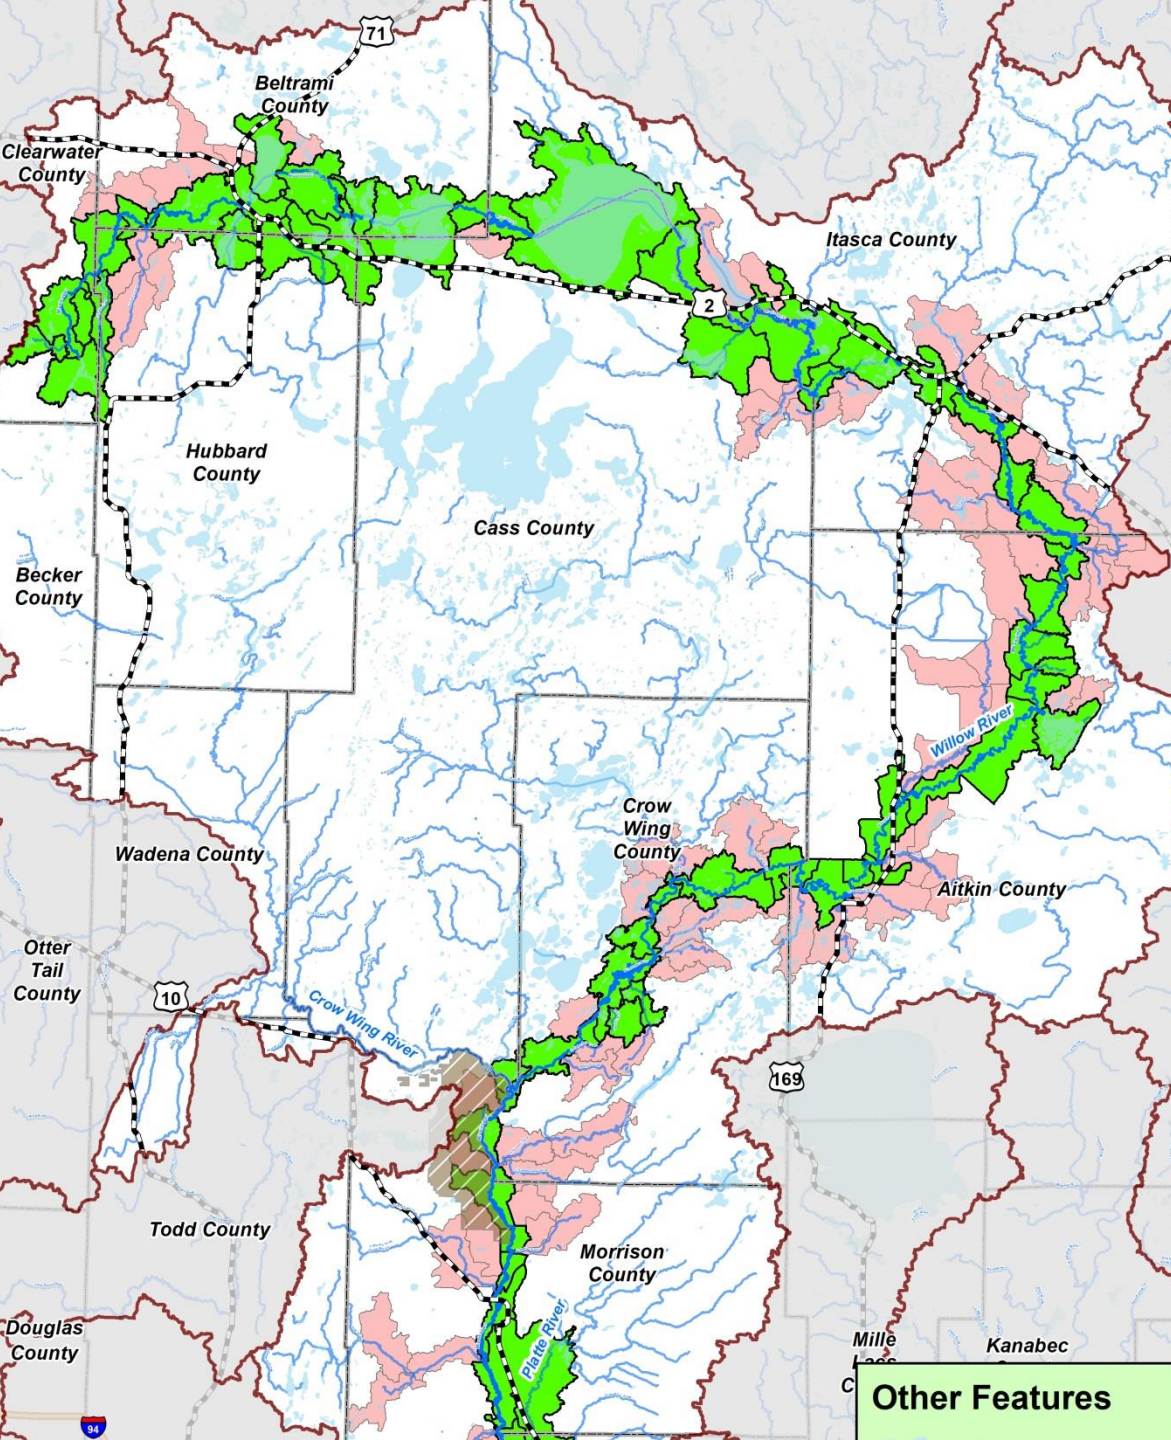 71
Beltrami
County
Clearwater
County
Itasca County
2
Hubbard
County
Cass County
Becker
County
Willow River
Crow
Wing
County
Wadena County
Aitkin County
Otter
Tail
County
10
Crow Wing River
169
Todd County
Morrison
County
Platte River
Douglas
County
Mille
Lacs
Kanabec
Other Features
94